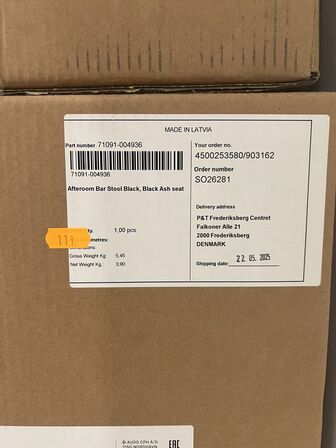 MADE IN LATVIA
Part number 71091-004936
71091-004936
Afteroom Bar Stool Black, Black Ash seat
Your order no.
4500253580/903162
Order number
SO26281
Delivery address
P&T Frederiksberg Centret
Falkoner Alle 21
2000 Frederiksberg
DENMARK
1,00 pcs
111
Gross Weight Kg 5,45
Net Weight Kg. 3,90
Shipping date: 22. 05. 2025
© AUDO CPH A/S
EAC